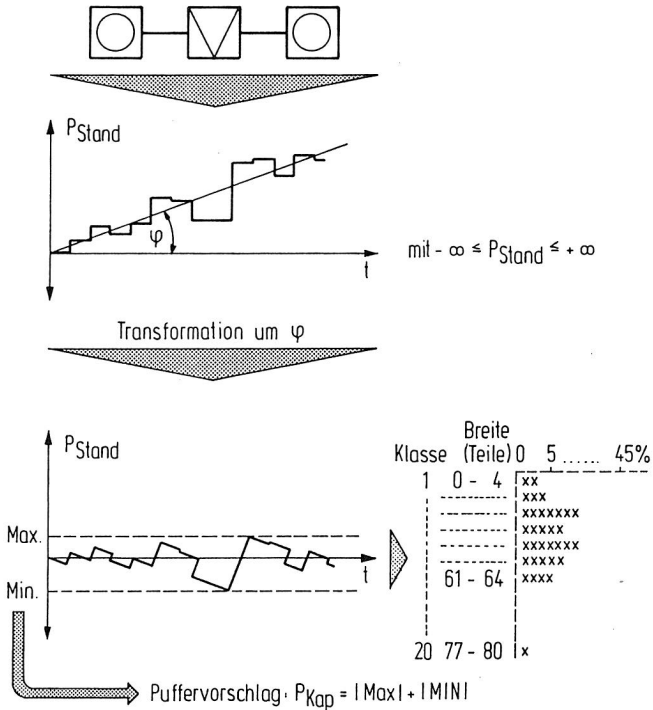 PStand
φ
t
mit - ∞ ≤ PStand ≤ + ∞
Transformation um φ
PStand
Max.
Min.
t
Breite
Klasse (Teile) 0 5 ...... 45%
1 0 - 4 xx
xxx
xxxxxxx
xxxxx
xxxxxxx
xxxxx
61 - 64 xxxx
20 77 - 80 x
Puffervorschlag: PKap = |Max| + |MIN|